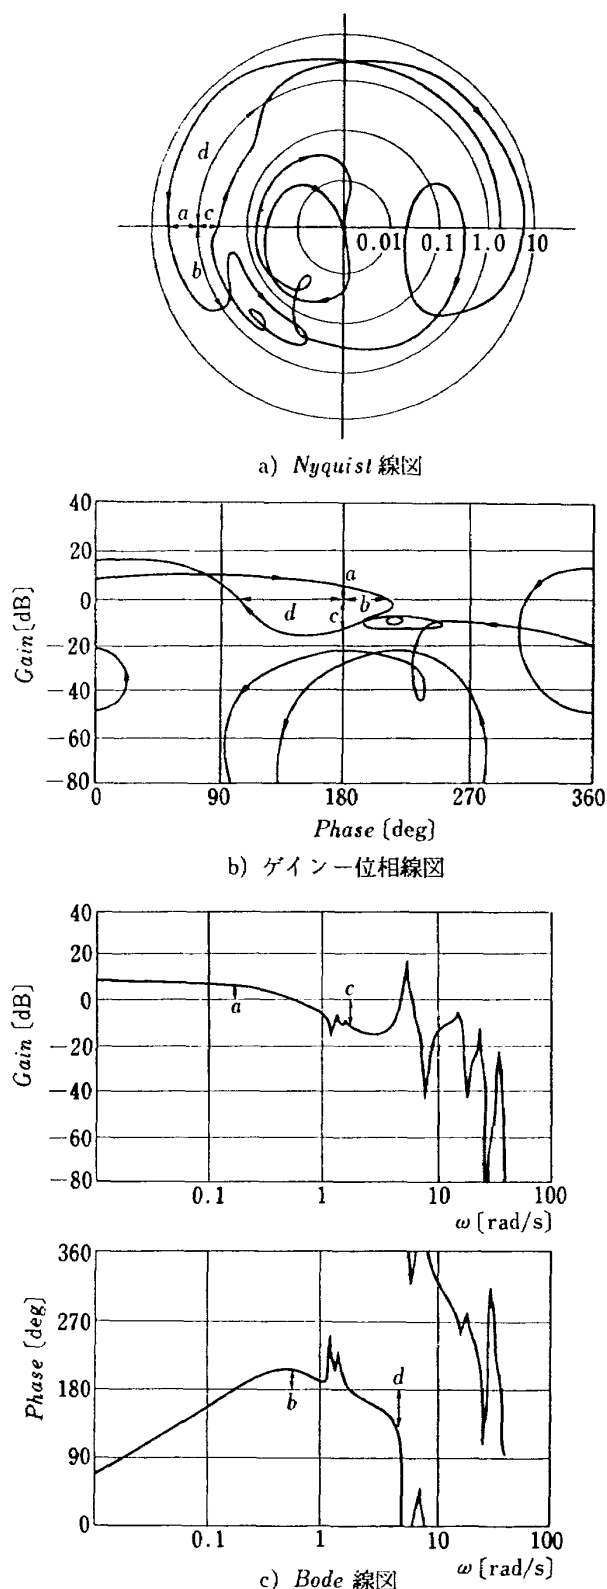 d
a c
b
0.01 0.1 1.0 10
a) Nyquist 線図
40
20
0
−20
−40
−60
−80
Gain [dB]
a
d b
c
0 90 180 270 360
Phase [deg]
b) ゲイン—位相線図
40
20
0
−20
−40
−60
−80
Gain [dB]
a
c
0.1 1 10 100
ω [rad/s]
360
270
180
90
0
Phase [deg]
b
d
0.1 1 10 100
ω [rad/s]
c) Bode 線図